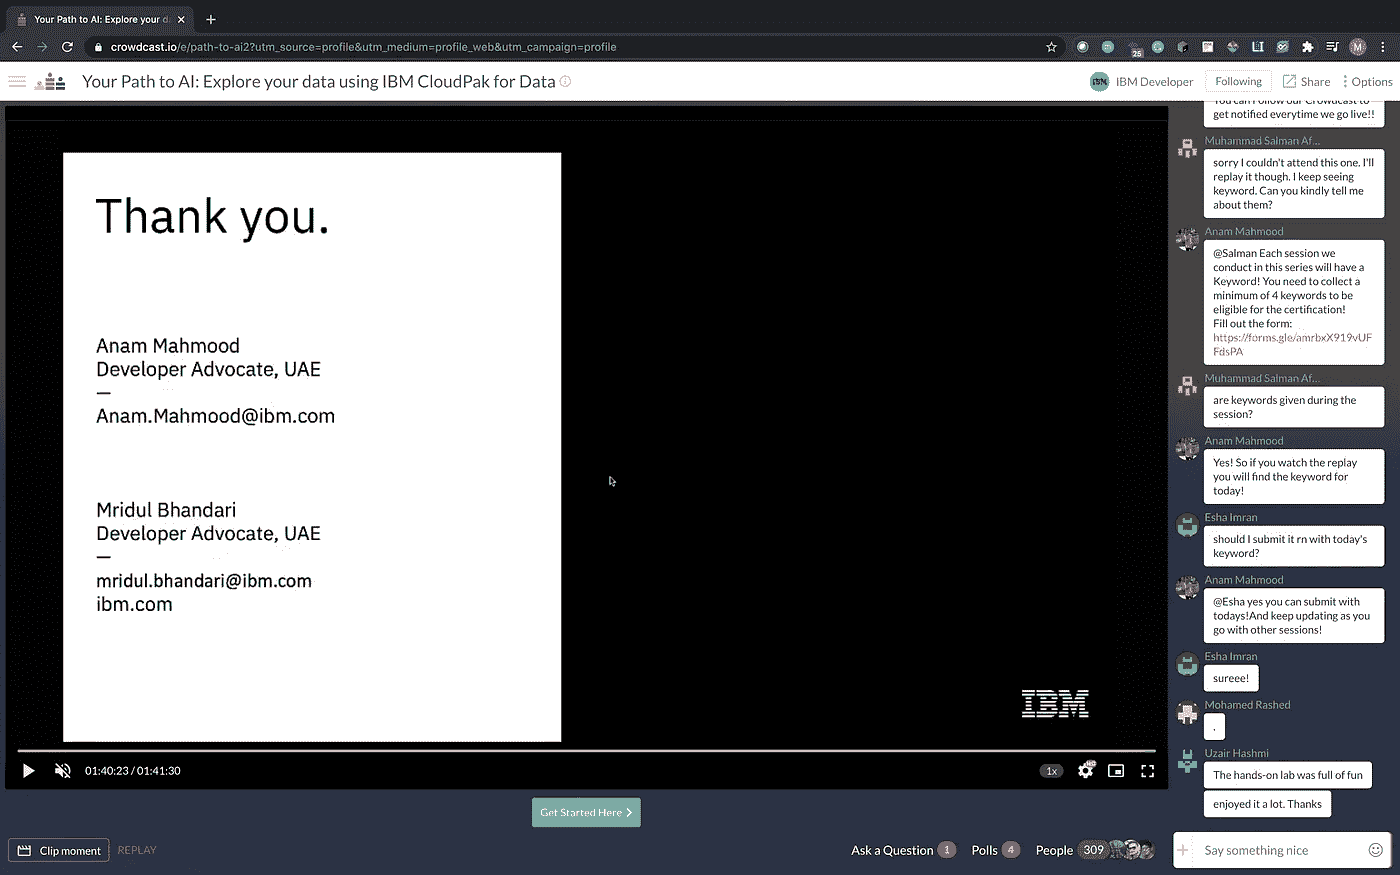 Your Path to AI: Explore your d
crowdcast.io/e/path-to-ai2?utm_source=profile&utm_medium=profile_web&utm_campaign=profile
25
M
Your Path to AI: Explore your data using IBM CloudPak for Data
IBM
IBM Developer
Following
Share
Options
Thank you.
Anam Mahmood
Developer Advocate, UAE
—
Anam.Mahmood@ibm.com
Mridul Bhandari
Developer Advocate, UAE
—
mridul.bhandari@ibm.com
ibm.com
IBM
01:40:23 / 01:41:30
1x
HD
Get Started Here
Clip moment
REPLAY
Ask a Question 1
Polls 4
People 309
You can Follow our Crowdcast to
get notified everytime we go live!!
Muhammad Salman Af...
sorry I couldn't attend this one. I'll
replay it though. I keep seeing
keyword. Can you kindly tell me
about them?
Anam Mahmood
@Salman Each session we
conduct in this series will have a
Keyword! You need to collect a
minimum of 4 keywords to be
eligible for the certification!
Fill out the form:
https://forms.gle/amrbxX919vUF
FdsPA
Muhammad Salman Af...
are keywords given during the
session?
Anam Mahmood
Yes! So if you watch the replay
you will find the keyword for
today!
Esha Imran
should I submit it rn with today's
keyword?
Anam Mahmood
@Esha yes you can submit with
todays!And keep updating as you
go with other sessions!
Esha Imran
sureee!
Mohamed Rashed
.
Uzair Hashmi
The hands-on lab was full of fun
enjoyed it a lot. Thanks
Say something nice